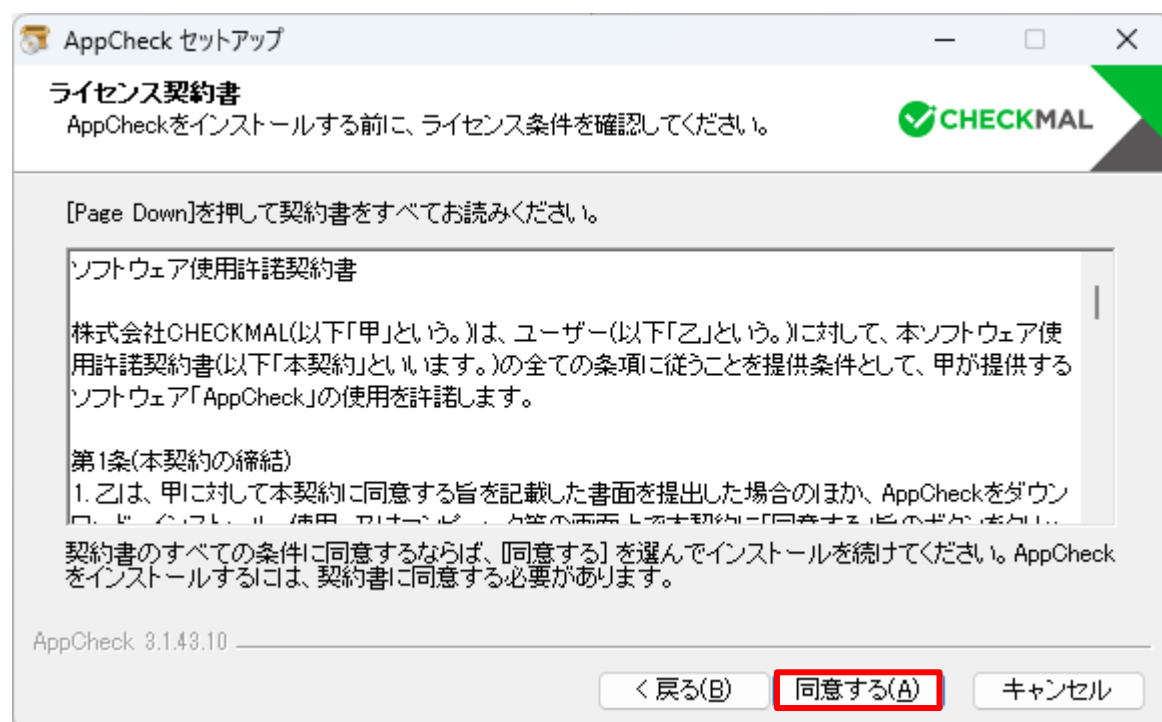 AppCheck セットアップ
ライセンス契約書
AppCheckをインストールする前に、ライセンス条件を確認してください。
CHECKMAL
[Page Down]を押して契約書をすべてお読みください。
ソフトウェア使用許諾契約書
株式会社CHECKMAL(以下「甲」という。)は、ユーザー(以下「乙」という。)に対して、本ソフトウェア使
用許諾契約書(以下「本契約」といいます。)の全ての条項に従うことを提供条件として、甲が提供する
ソフトウェア「AppCheck」の使用を許諾します。
第1条(本契約の締結)
1. 乙は、甲に対して本契約に同意する旨を記載した書面を提出した場合のほか、AppCheckをダウン
契約書のすべての条件に同意するならば、[同意する] を選んでインストールを続けてください。AppCheck
をインストールするには、契約書に同意する必要があります。
AppCheck 3.1.43.10
< 戻る(B)
同意する(A)
キャンセル